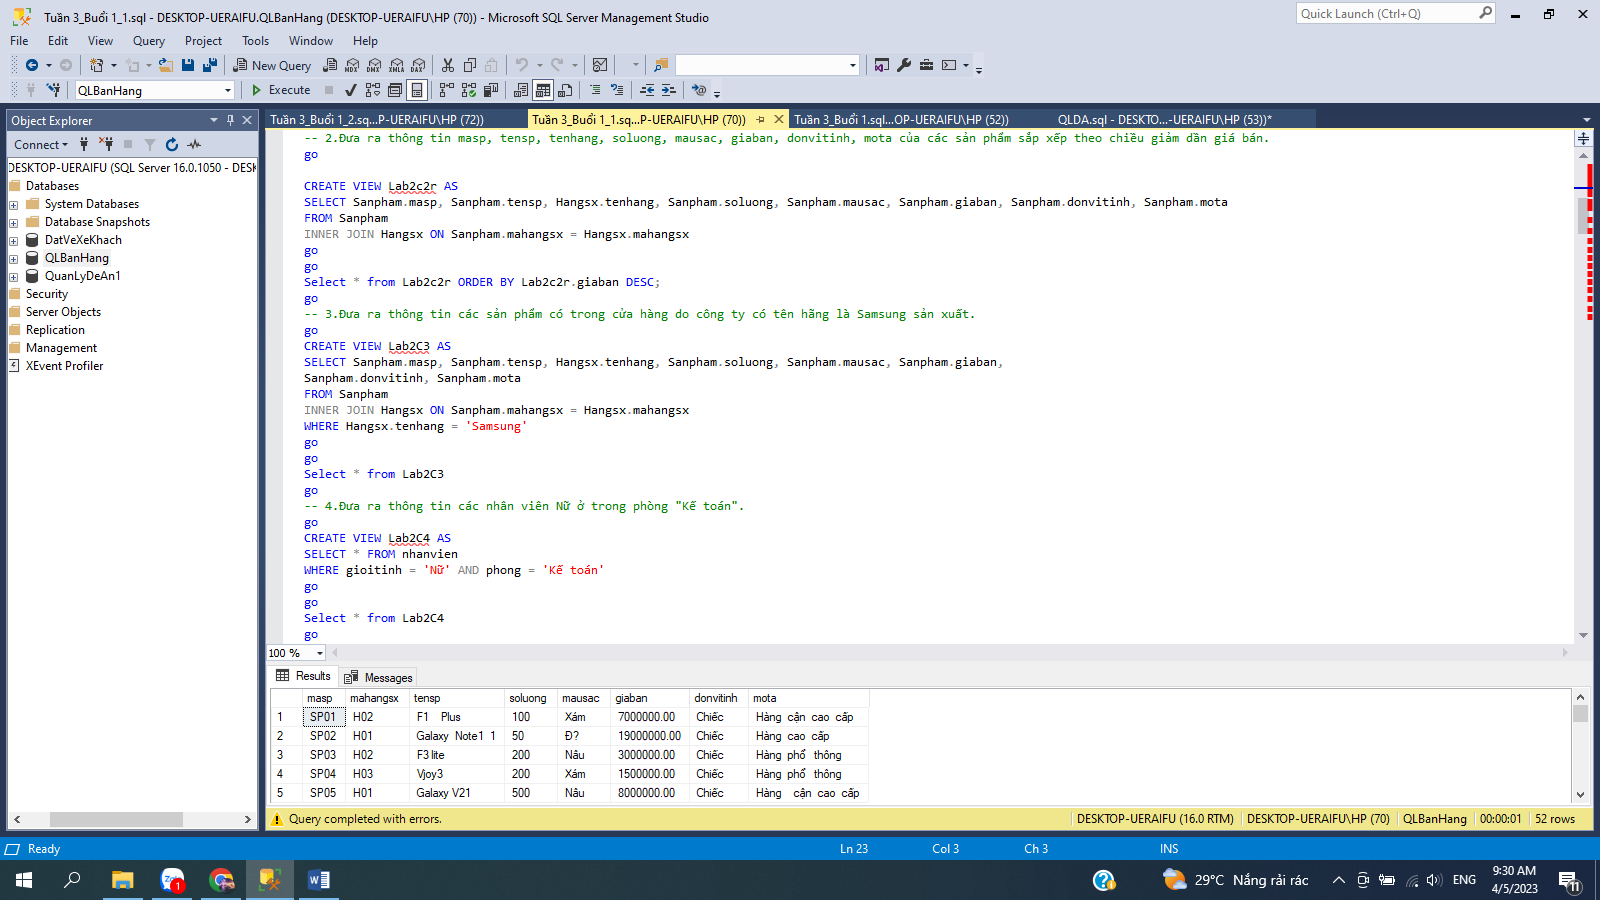 Tuần 3_Buổi 1_1.sql - DESKTOP-UERAIFU.QLBanHang (DESKTOP-UERAIFU\HP (70)) - Microsoft SQL Server Management Studio
Quick Launch (Ctrl+Q)
File Edit View Query Project Tools Window Help
New Query
MDX DMX XMLA DAX
QLBanHang
Execute
Object Explorer
Tuần 3_Buổi 1_2.sq...P-UERAIFU\HP (72))
Tuần 3_Buổi 1_1.sq...P-UERAIFU\HP (70))
Tuần 3_Buổi 1.sql...OP-UERAIFU\HP (52))
QLDA.sql - DESKTO...-UERAIFU\HP (53))*
Connect
DESKTOP-UERAIFU (SQL Server 16.0.1050 - DESK
Databases
System Databases
Database Snapshots
DatVeXeKhach
QLBanHang
QuanLyDeAn1
Security
Server Objects
Replication
Management
XEvent Profiler
-- 2.Đưa ra thông tin masp, tensp, tenhang, soluong, mausac, giaban, donvitinh, mota của các sản phẩm sắp xếp theo chiều giảm dần giá bán.
go
CREATE VIEW Lab2c2r AS
SELECT Sanpham.masp, Sanpham.tensp, Hangsx.tenhang, Sanpham.soluong, Sanpham.mausac, Sanpham.giaban, Sanpham.donvitinh, Sanpham.mota
FROM Sanpham
INNER JOIN Hangsx ON Sanpham.mahangsx = Hangsx.mahangsx
go
go
Select * from Lab2c2r ORDER BY Lab2c2r.giaban DESC;
go
-- 3.Đưa ra thông tin các sản phẩm có trong cửa hàng do công ty có tên hãng là Samsung sản xuất.
go
CREATE VIEW Lab2C3 AS
SELECT Sanpham.masp, Sanpham.tensp, Hangsx.tenhang, Sanpham.soluong, Sanpham.mausac, Sanpham.giaban,
Sanpham.donvitinh, Sanpham.mota
FROM Sanpham
INNER JOIN Hangsx ON Sanpham.mahangsx = Hangsx.mahangsx
WHERE Hangsx.tenhang = 'Samsung'
go
go
Select * from Lab2C3
go
-- 4.Đưa ra thông tin các nhân viên Nữ ở trong phòng "Kế toán".
go
CREATE VIEW Lab2C4 AS
SELECT * FROM nhanvien
WHERE gioitinh = 'Nữ' AND phong = 'Kế toán'
go
go
Select * from Lab2C4
go
100 %
Results Messages
masp mahangsx tensp soluong mausac giaban donvitinh mota
1 SP01 H02 F1 Plus 100 Xám 7000000.00 Chiếc Hàng cận cao cấp
2 SP02 H01 Galaxy Note1 1 50 Đ? 19000000.00 Chiếc Hàng cao cấp
3 SP03 H02 F3 lite 200 Nâu 3000000.00 Chiếc Hàng phổ thông
4 SP04 H03 Vjoy3 200 Xám 1500000.00 Chiếc Hàng phổ thông
5 SP05 H01 Galaxy V21 500 Nâu 8000000.00 Chiếc Hàng cận cao cấp
Query completed with errors.
DESKTOP-UERAIFU (16.0 RTM) DESKTOP-UERAIFU\HP (70) QLBanHang 00:00:01 52 rows
Ready Ln 23 Col 3 Ch 3 INS
Zalo 1
29°C Nắng rải rác
ENG
9:30 AM
4/5/2023
11